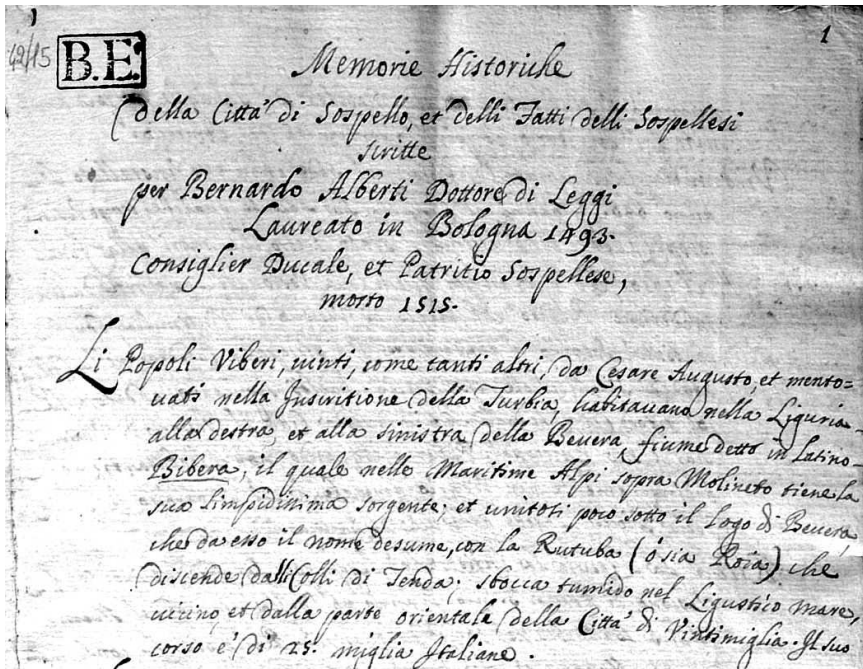 1
42/15
B.E.
Memorie Historiche
della Città di Sospello, et delli Fatti delli Sospellesi
scritte
per Bernardo Alberti Dottore di Leggi
Laureato in Bologna 1493.
Consiglier Ducale, et Patritio Sospellese,
morto 1515.
Li Popoli Viberi, vinti, come tanti altri, da Cesare Augusto, et mento=
uati nella Inscritione della Turbia, habitauano nella Liguria
alla destra, et alla sinistra della Beuera, fiume detto in latino
Bibera; il quale nelle Maritime Alpi sopra Molineto tiene la
sua limpidissima sorgente; et unitosi poco sotto il logo di Beuera,
che da esso il nome desume, con la Rutuba (ó sia Roia) che
discende dalli Colli di Tenda; sbocca tumido nel Ligustico mare,
uicino, et dalla parte orientale della Città di Vintimiglia. Il suo
corso é di 25. miglia Italiane.